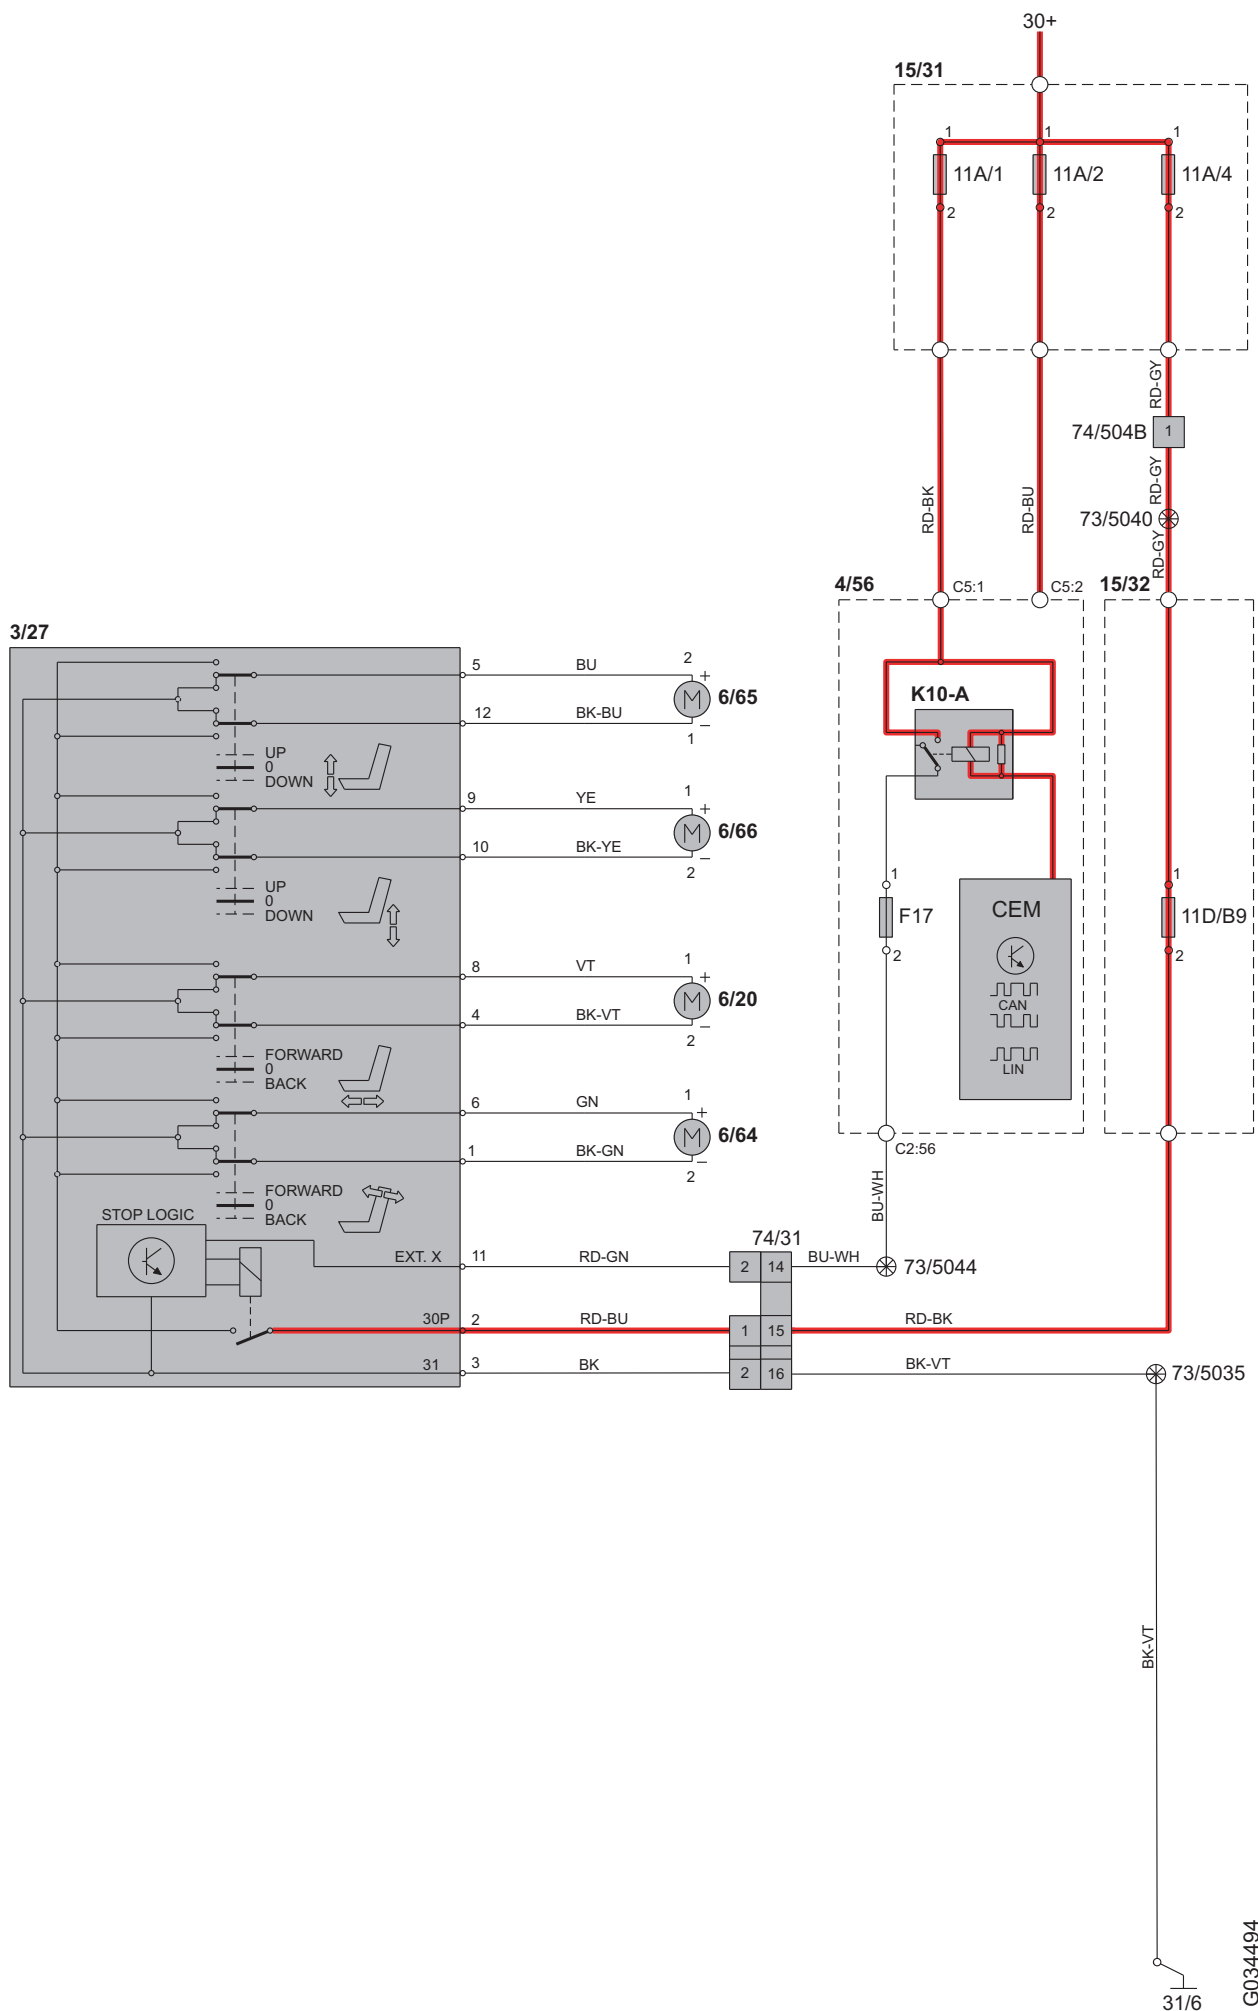 30+
15/31
1
1
1
11A/1
11A/2
11A/4
2
2
2
RD-GY
74/504B
1
RD-GY
RD-BK
RD-BU
73/5040
RD-GY
4/56
C5:1
C5:2
15/32
3/27
5
BU
2
+
6/65
K10-A
12
BK-BU
–
1
UP
0
DOWN
9
YE
1
+
6/66
10
BK-YE
–
2
1
1
UP
0
DOWN
F17
CEM
11D/B9
2
2
8
VT
1
+
6/20
CAN
4
BK-VT
–
2
FORWARD
0
BACK
LIN
6
GN
1
+
6/64
1
BK-GN
–
2
C2:56
FORWARD
0
BACK
BU-WH
STOP LOGIC
74/31
EXT. X
11
RD-GN
2
14
BU-WH
73/5044
30P
2
RD-BU
1
15
RD-BK
31
3
BK
2
16
BK-VT
73/5035
BK-VT
31/6
G034494